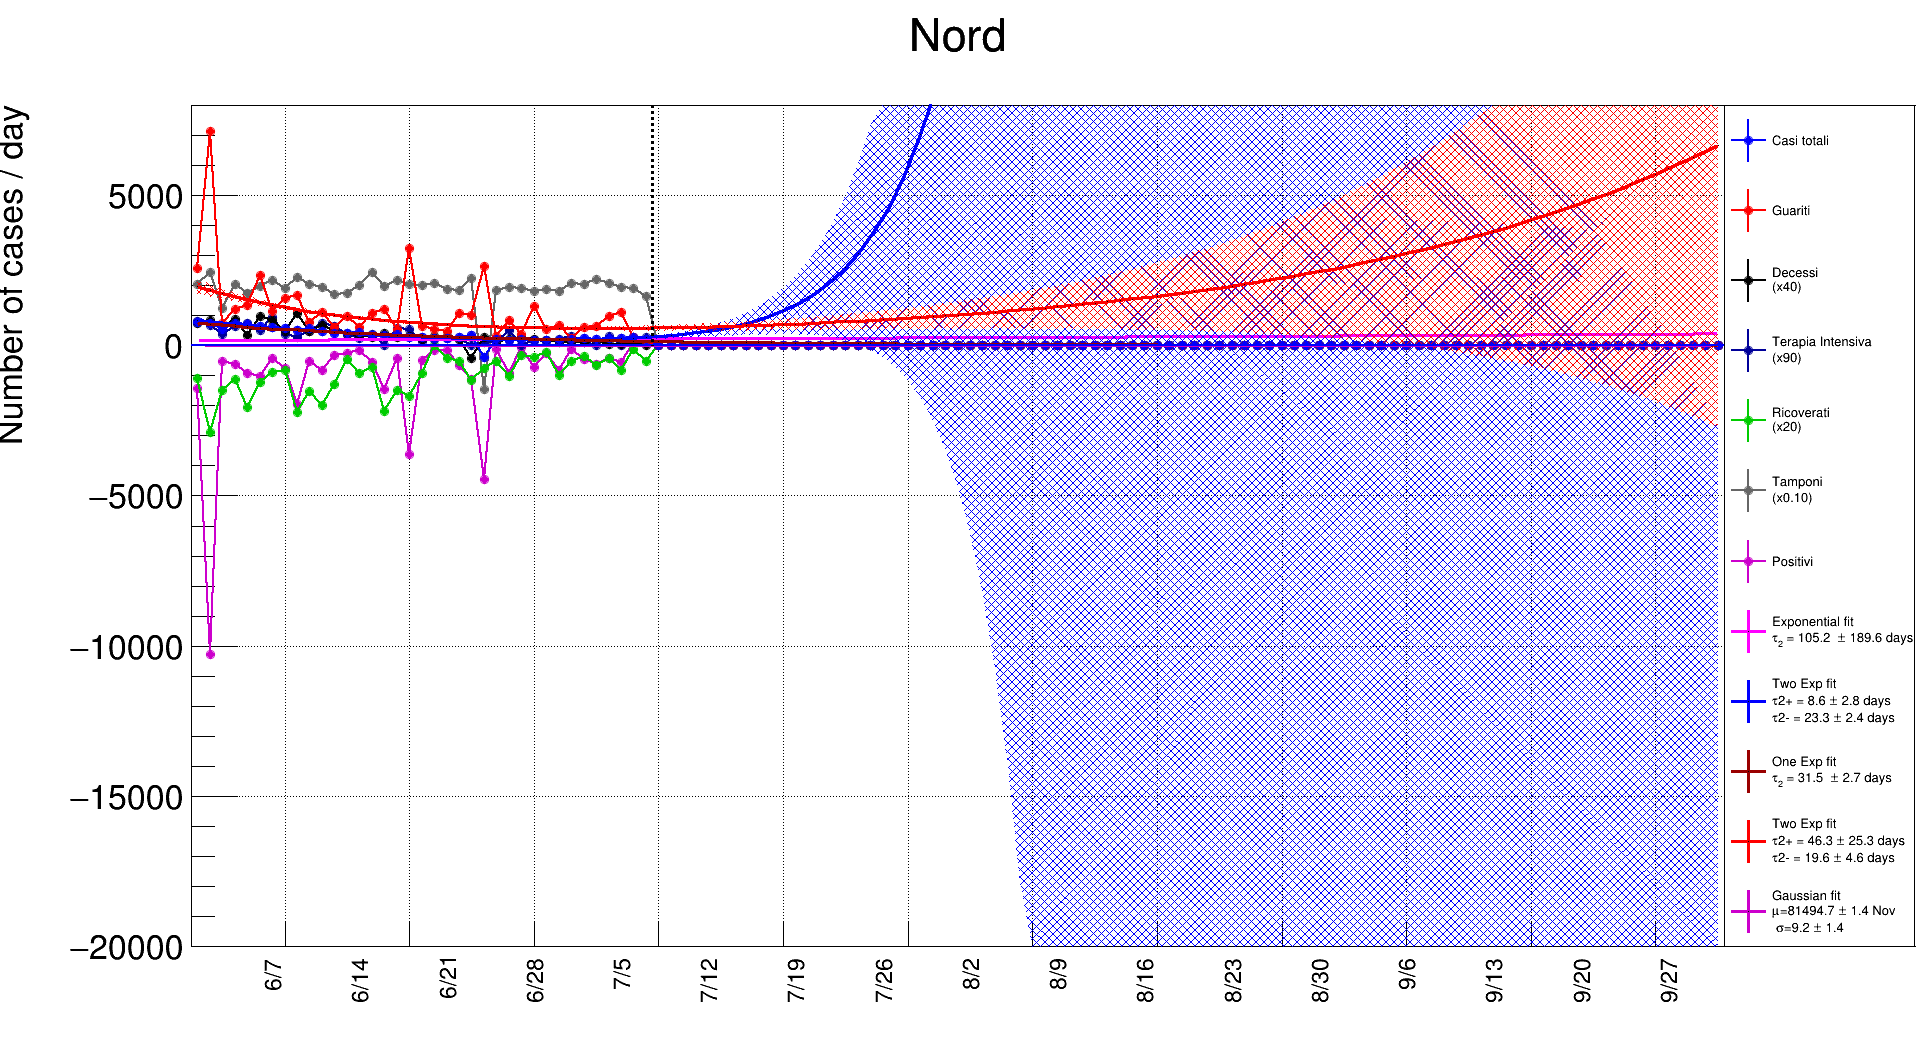 Nord
Number of cases / day
5000
0
−5000
−10000
−15000
−20000
6/7
6/14
6/21
6/28
7/5
7/12
7/19
7/26
8/2
8/9
8/16
8/23
8/30
9/6
9/13
9/20
9/27
Casi totali
Guariti
Decessi
(x40)
Terapia Intensiva
(x90)
Ricoverati
(x20)
Tamponi
(x0.10)
Positivi
Exponential fit
τ2 = 105.2 ± 189.6 days
Two Exp fit
τ2+ = 8.6 ± 2.8 days
τ2- = 23.3 ± 2.4 days
One Exp fit
τ2 = 31.5 ± 2.7 days
Two Exp fit
τ2+ = 46.3 ± 25.3 days
τ2- = 19.6 ± 4.6 days
Gaussian fit
μ=81494.7 ± 1.4 Nov
σ=9.2 ± 1.4